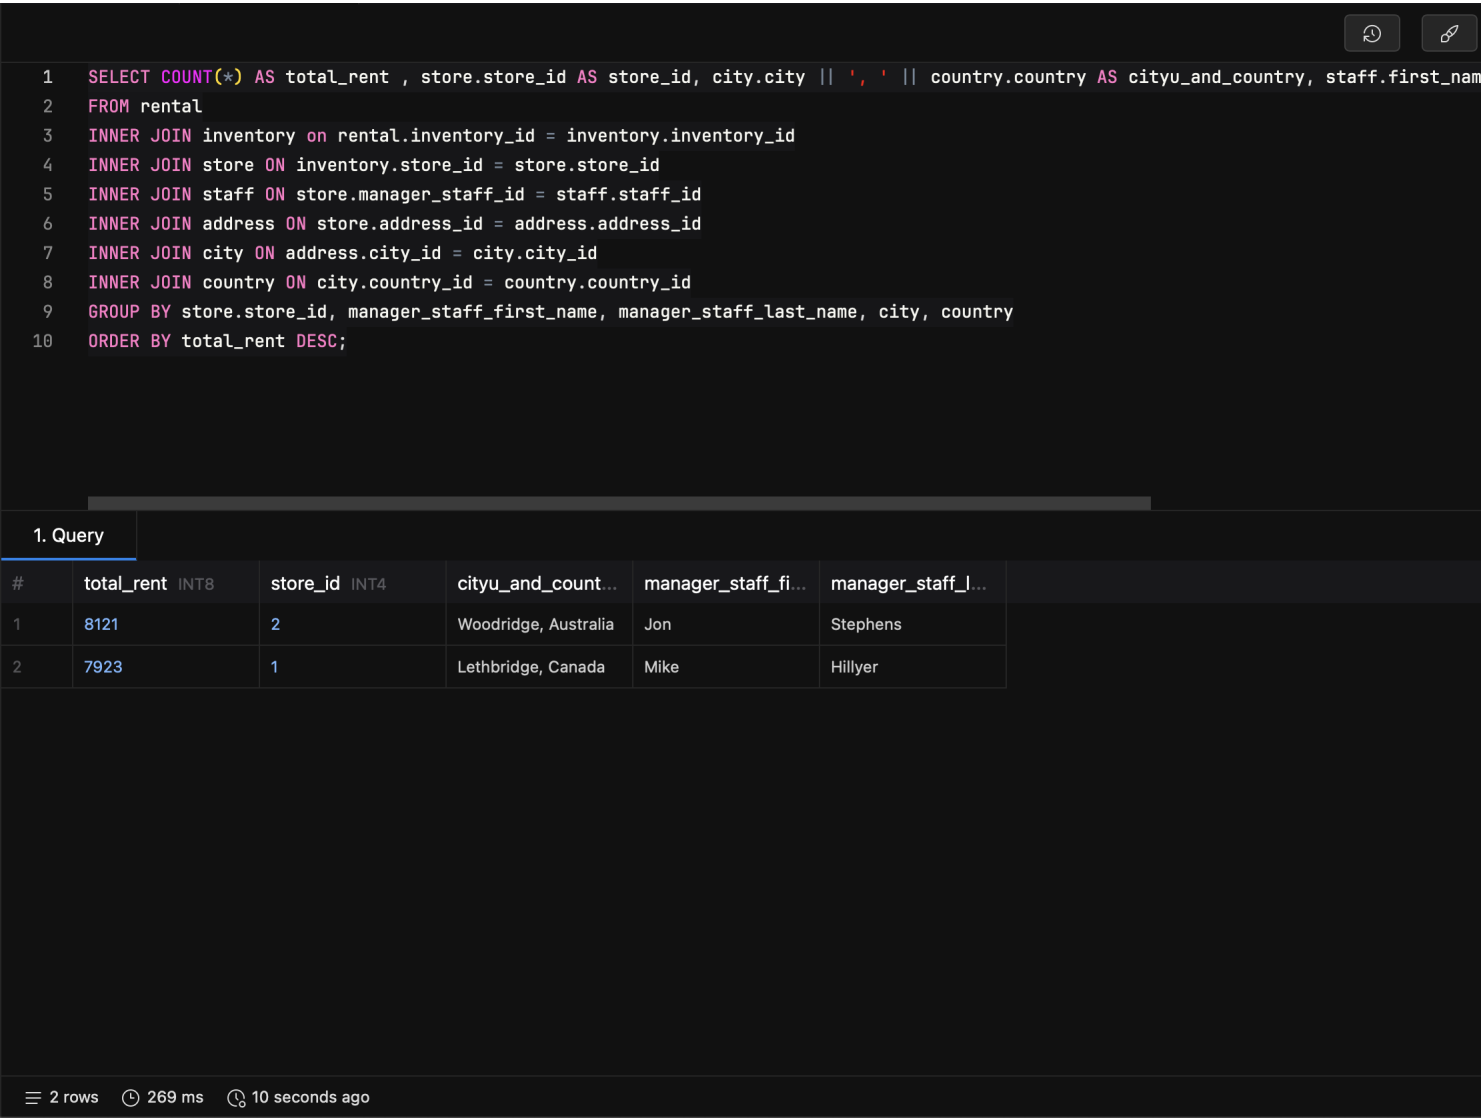 1 SELECT COUNT(*) AS total_rent , store.store_id AS store_id, city.city || ', ' || country.country AS cityu_and_country, staff.first_nam
2 FROM rental
3 INNER JOIN inventory on rental.inventory_id = inventory.inventory_id
4 INNER JOIN store ON inventory.store_id = store.store_id
5 INNER JOIN staff ON store.manager_staff_id = staff.staff_id
6 INNER JOIN address ON store.address_id = address.address_id
7 INNER JOIN city ON address.city_id = city.city_id
8 INNER JOIN country ON city.country_id = country.country_id
9 GROUP BY store.store_id, manager_staff_first_name, manager_staff_last_name, city, country
10 ORDER BY total_rent DESC;
1. Query
# total_rent INT8 store_id INT4 cityu_and_count... manager_staff_fi... manager_staff_l...
1 8121 2 Woodridge, Australia Jon Stephens
2 7923 1 Lethbridge, Canada Mike Hillyer
2 rows 269 ms 10 seconds ago